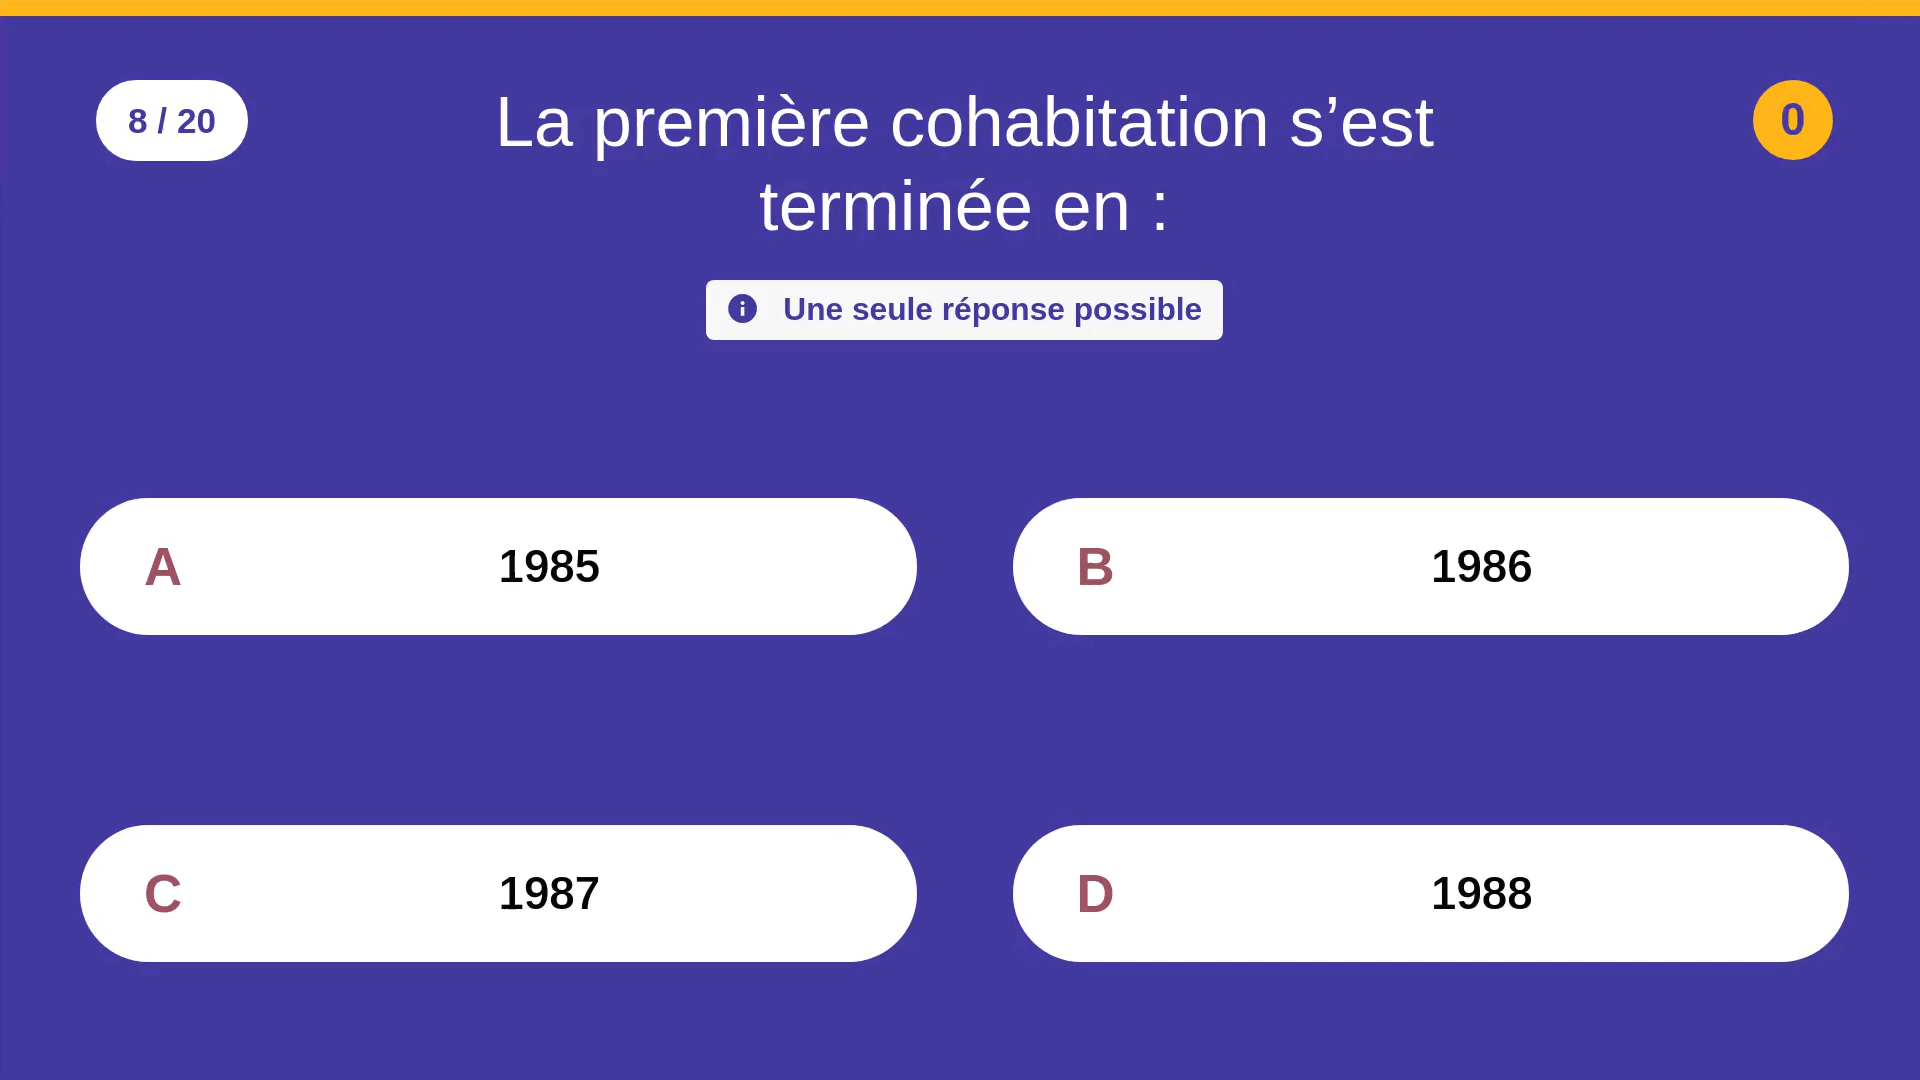 8 / 20
La première cohabitation s’est
terminée en :
0
Une seule réponse possible
A 1985
B 1986
C 1987
D 1988